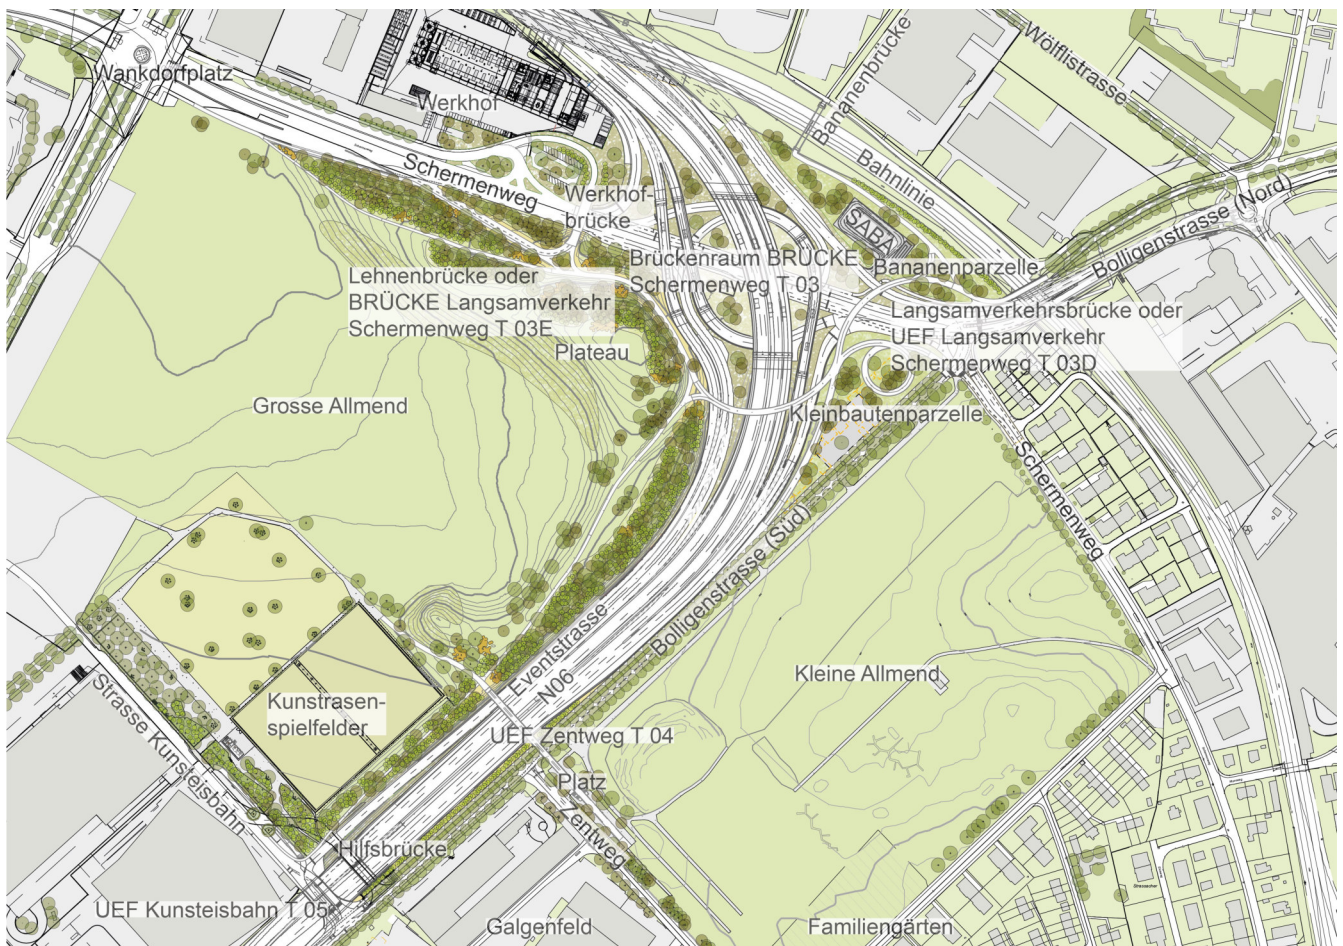 Wankdorfplatz
Werkhof
Bananenbrücke
Wölflistrasse
Schermenweg
Werkhof-
brücke
Bahnlinie
SABA
Bolligenstrasse (Nord)
Brückenraum BRÜCKE
Schermenweg T 03
Bananenparzelle
Lehnenbrücke oder
BRÜCKE Langsamverkehr
Schermenweg T 03E
Langsamverkehrsbrücke oder
UEF Langsamverkehr
Schermenweg T 03D
Plateau
Grosse Allmend
Kleinbautenparzelle
Schermenweg
Bolligenstrasse (Süd)
Eventstrasse
N06
Kleine Allmend
Kunstrasen-
spielfelder
Strasse Kunsteisbahn
UEF Zentweg T 04
Platz
Zentweg
Hilfsbrücke
UEF Kunsteisbahn T 05
Galgenfeld
Familiengärten